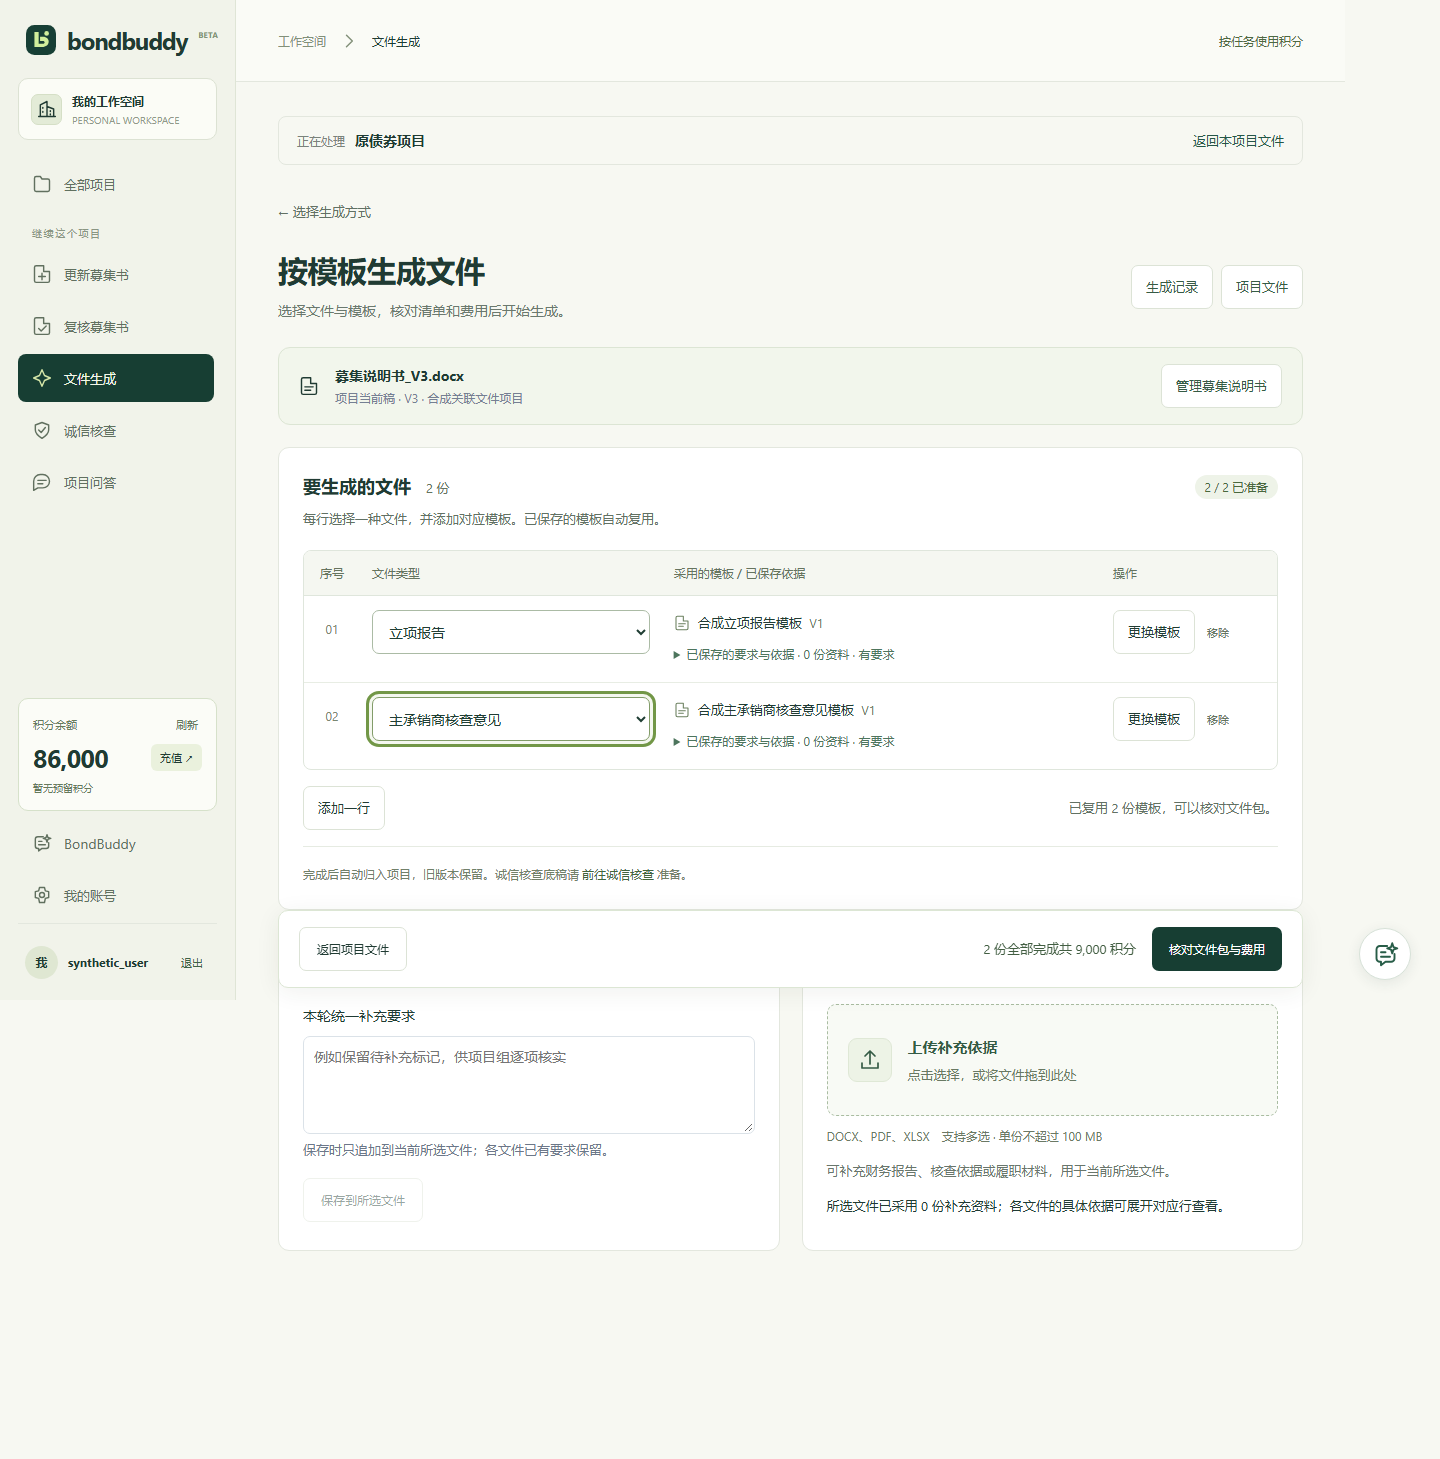 bondbuddy BETA
我的工作空间
PERSONAL WORKSPACE
全部项目
继续这个项目
更新募集书
复核募集书
文件生成
诚信核查
项目问答
积分余额 刷新
86,000 充值 ↗
暂无预留积分
BondBuddy
我的账号
我 synthetic_user 退出
工作空间 文件生成 按任务使用积分
正在处理 原债券项目 返回本项目文件
← 选择生成方式
按模板生成文件
选择文件与模板，核对清单和费用后开始生成。
生成记录 项目文件
募集说明书_V3.docx
项目当前稿 · V3 · 合成关联文件项目
管理募集说明书
要生成的文件 2 份 2 / 2 已准备
每行选择一种文件，并添加对应模板。已保存的模板自动复用。
序号 文件类型 采用的模板 / 已保存依据 操作
01 立项报告 合成立项报告模板 V1 更换模板 移除
▶ 已保存的要求与依据 · 0 份资料 · 有要求
02 主承销商核查意见 合成主承销商核查意见模板 V1 更换模板 移除
▶ 已保存的要求与依据 · 0 份资料 · 有要求
添加一行 已复用 2 份模板，可以核对文件包。
完成后自动归入项目，旧版本保留。诚信核查底稿请 前往诚信核查 准备。
返回项目文件 2 份全部完成共 9,000 积分 核对文件包与费用
本轮统一补充要求
例如保留待补充标记，供项目组逐项核实
保存时只追加到当前所选文件；各文件已有要求保留。
保存到所选文件
上传补充依据
点击选择，或将文件拖到此处
DOCX、PDF、XLSX 支持多选 · 单份不超过 100 MB
可补充财务报告、核查依据或履职材料，用于当前所选文件。
所选文件已采用 0 份补充资料；各文件的具体依据可展开对应行查看。